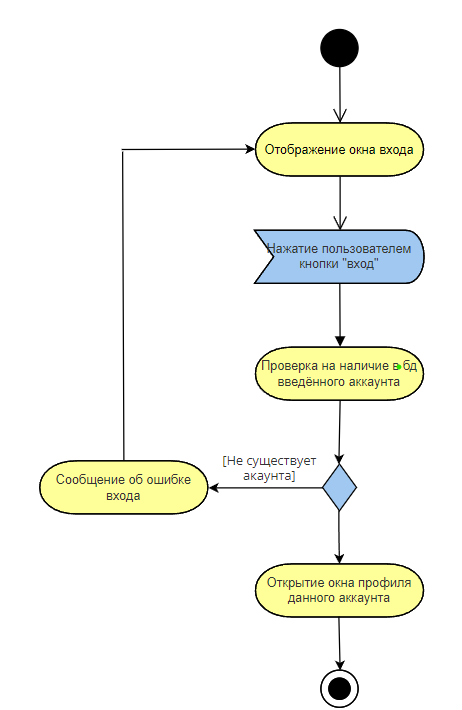 Отображение окна входа
Нажатие пользователем
кнопки "вход"
Проверка на наличие в бд
введённого аккаунта
[Не существует
акаунта]
Сообщение об ошибке
входа
Открытие окна профиля
данного аккаунта